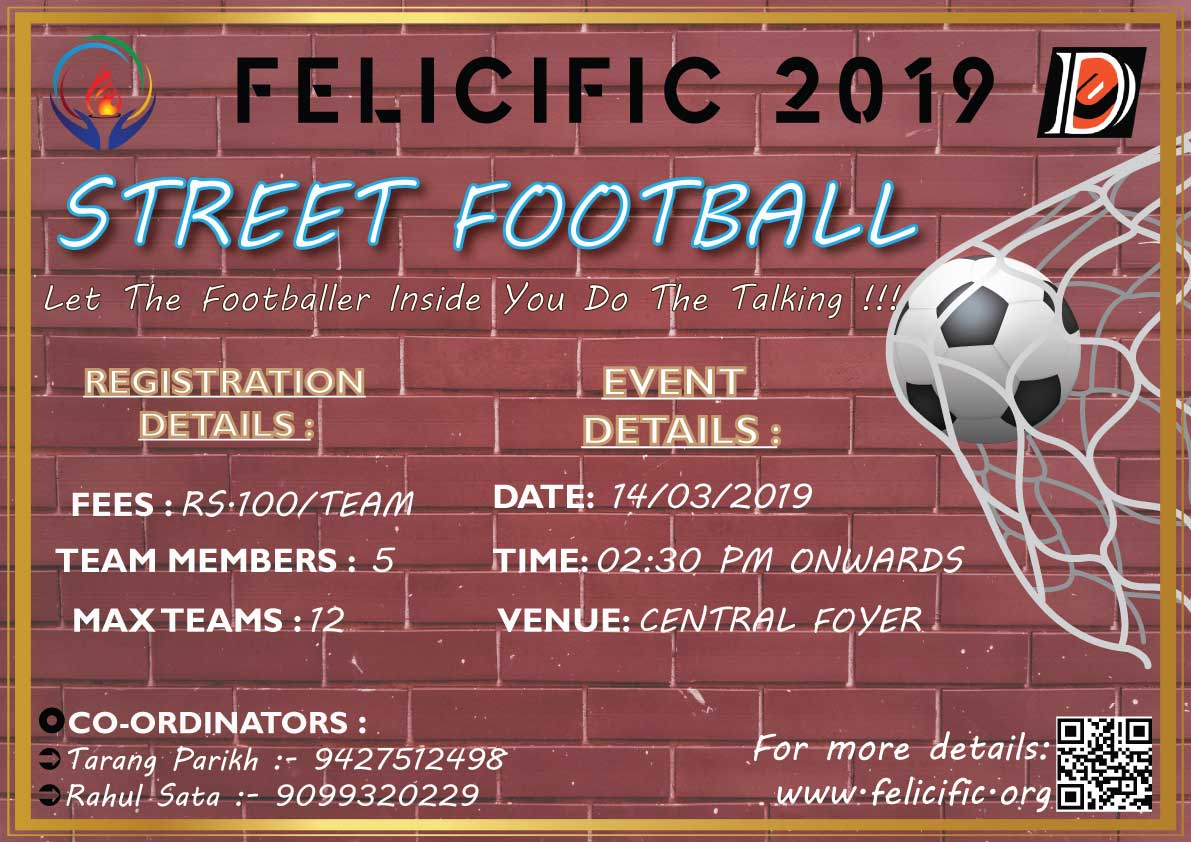 FELICIFIC 2019
STREET FOOTBALL
Let The Footballer Inside You Do The Talking !!!
REGISTRATION
DETAILS :
FEES : RS.100/TEAM
TEAM MEMBERS : 5
MAX TEAMS : 12
EVENT
DETAILS :
DATE: 14/03/2019
TIME: 02:30 PM ONWARDS
VENUE: CENTRAL FOYER
CO-ORDINATORS :
Tarang Parikh :- 9427512498
Rahul Sata :- 9099320229
For more details:
www.felicific.org